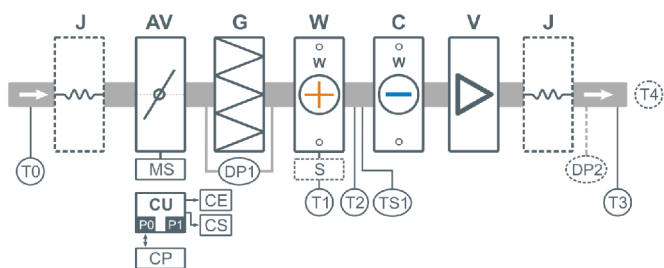 J AV G W C V J
W W
T4
T0 MS DP1 S DP2
T1 T2 TS1 T3
CU CE
P0 P1 CS
CP